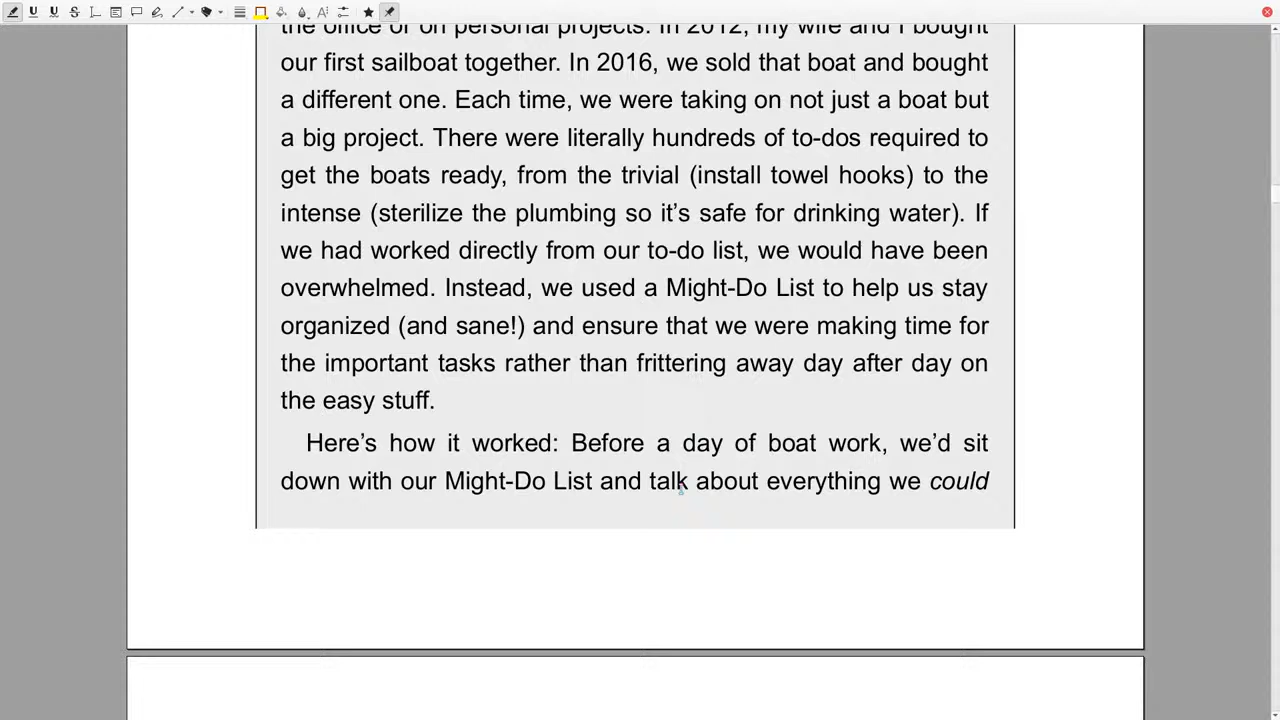 the office or on personal projects. In 2012, my wife and I bought
our first sailboat together. In 2016, we sold that boat and bought
a different one. Each time, we were taking on not just a boat but
a big project. There were literally hundreds of to-dos required to
get the boats ready, from the trivial (install towel hooks) to the
intense (sterilize the plumbing so it’s safe for drinking water). If
we had worked directly from our to-do list, we would have been
overwhelmed. Instead, we used a Might-Do List to help us stay
organized (and sane!) and ensure that we were making time for
the important tasks rather than frittering away day after day on
the easy stuff.
Here’s how it worked: Before a day of boat work, we’d sit
down with our Might-Do List and talk about everything we could